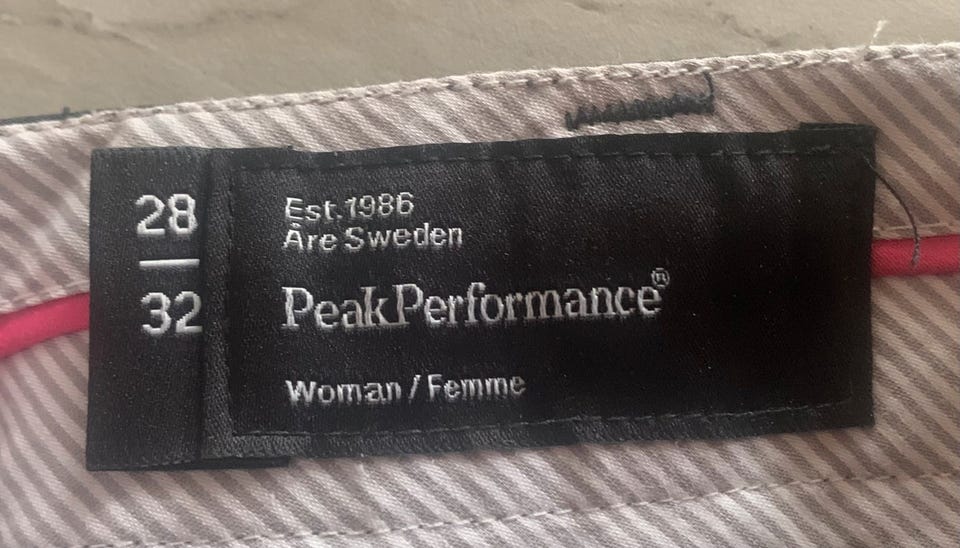 28
32
Est.1986
Åre Sweden
PeakPerformance®
Woman / Femme